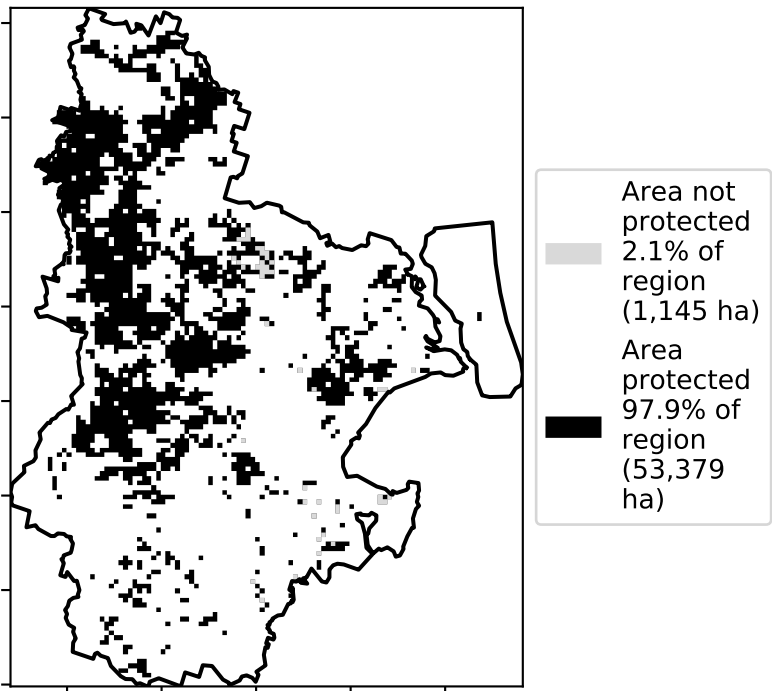 Area not
protected
2.1% of
region
(1,145 ha)
Area
protected
97.9% of
region
(53,379
ha)